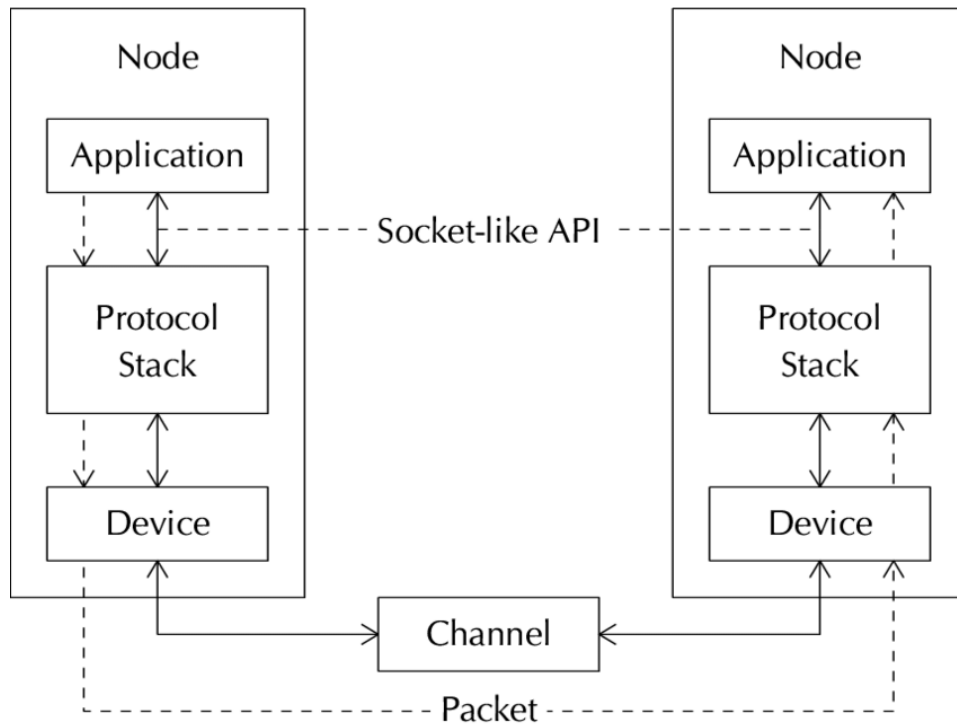 Node
Node
Application
Application
Socket-like API
Protocol
Stack
Protocol
Stack
Device
Device
Channel
Packet